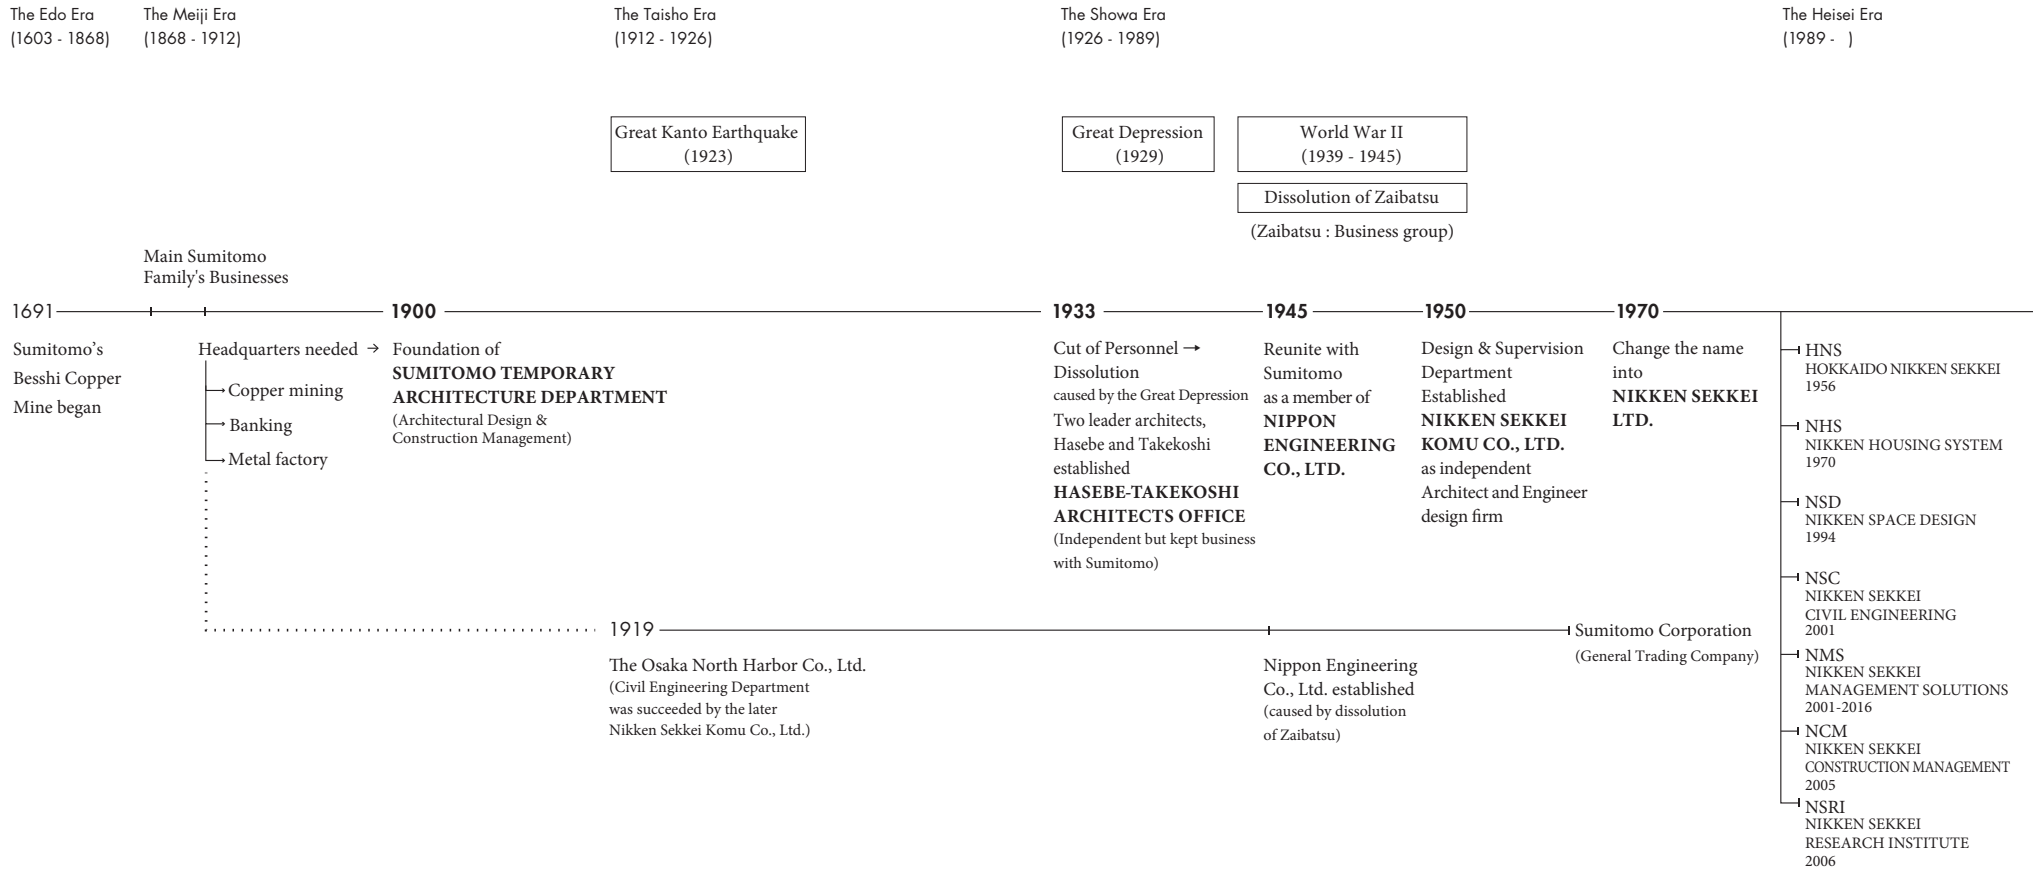 The Edo Era
(1603 - 1868)
The Meiji Era
(1868 - 1912)
The Taisho Era
(1912 - 1926)
The Showa Era
(1926 - 1989)
The Heisei Era
(1989 -   )
Great Kanto Earthquake
(1923)
Great Depression
(1929)
World War II
(1939 - 1945)
Dissolution of Zaibatsu
(Zaibatsu : Business group)
Main Sumitomo
Family's Businesses
1691
1900
1933
1945
1950
1970
Sumitomo’s
Besshi Copper
Mine began
Headquarters needed →
Copper mining
Banking
Metal factory
Foundation of
SUMITOMO TEMPORARY
ARCHITECTURE DEPARTMENT
(Architectural Design &
Construction Management)
Cut of Personnel →
Dissolution
caused by the Great Depression
Two leader architects,
Hasebe and Takekoshi
established
HASEBE-TAKEKOSHI
ARCHITECTS OFFICE
(Independent but kept business
with Sumitomo)
Reunite with
Sumitomo
as a member of
NIPPON
ENGINEERING
CO., LTD.
Design & Supervision
Department
Established
NIKKEN SEKKEI
KOMU CO., LTD.
as independent
Architect and Engineer
design firm
Change the name
into
NIKKEN SEKKEI
LTD.
HNS
HOKKAIDO NIKKEN SEKKEI
1956
NHS
NIKKEN HOUSING SYSTEM
1970
NSD
NIKKEN SPACE DESIGN
1994
NSC
NIKKEN SEKKEI
CIVIL ENGINEERING
2001
NMS
NIKKEN SEKKEI
MANAGEMENT SOLUTIONS
2001-2016
NCM
NIKKEN SEKKEI
CONSTRUCTION MANAGEMENT
2005
NSRI
NIKKEN SEKKEI
RESEARCH INSTITUTE
2006
1919
The Osaka North Harbor Co., Ltd.
(Civil Engineering Department
was succeeded by the later
Nikken Sekkei Komu Co., Ltd.)
Nippon Engineering
Co., Ltd. established
(caused by dissolution
of Zaibatsu)
Sumitomo Corporation
(General Trading Company)